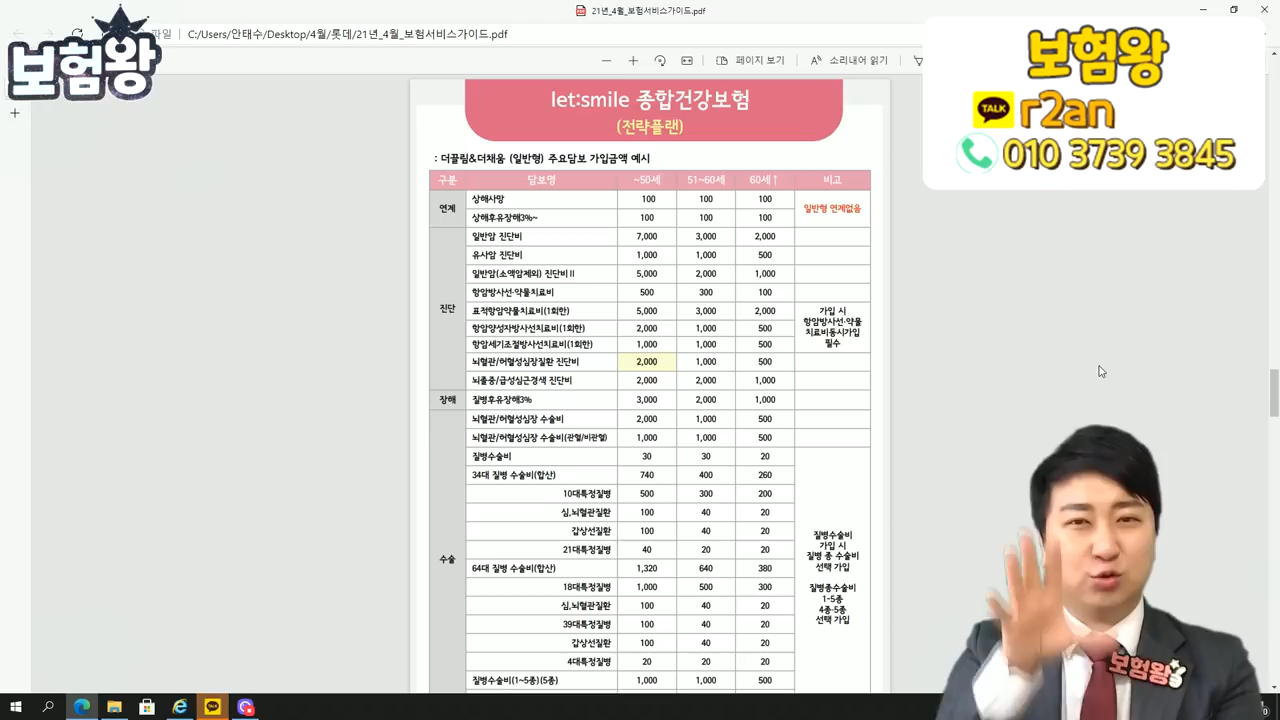 21년_4월_보험서비스가이드.pdf
파일 C:/Users/안태수/Desktop/4월/롯데/21년_4월_보험서비스가이드.pdf
보험왕
페이지 보기
소리내어 읽기
보험왕
TALK r2an
010 3739 3845
let:smile 종합건강보험
(전략플랜)
: 더끌림&더채움 (일반형) 주요담보 가입금액 예시
구분 담보명 ~50세 51~60세 60세↑ 비고
연계 상해사망 100 100 100 일반형 연계없음
상해후유장해3%~ 100 100 100
진단 일반암 진단비 7,000 3,000 2,000
유사암 진단비 1,000 1,000 500
일반암(소액암제외) 진단비Ⅱ 5,000 2,000 1,000
항암방사선·약물치료비 500 300 100
표적항암약물치료비(1회한) 5,000 3,000 2,000
항암양성자방사선치료비(1회한) 2,000 1,000 500
항암세기조절방사선치료비(1회한) 1,000 1,000 500
가입 시
항암방사선·약물
치료비동시가입
필수
뇌혈관/허혈성심장질환 진단비 2,000 1,000 500
뇌졸중/급성심근경색 진단비 2,000 2,000 1,000
장해 질병후유장해3% 3,000 2,000 1,000
수술 뇌혈관/허혈성심장 수술비 2,000 1,000 500
뇌혈관/허혈성심장 수술비(관혈/비관혈) 1,000 1,000 500
질병수술비 30 30 20
34대 질병 수술비(합산) 740 400 260
10대특정질병 500 300 200
심,뇌혈관질환 100 40 20
갑상선질환 100 40 20
21대특정질병 40 20 20
64대 질병 수술비(합산) 1,320 640 380
18대특정질병 1,000 500 300
심,뇌혈관질환 100 40 20
39대특정질병 100 40 20
갑상선질환 100 40 20
4대특정질병 20 20 20
질병수술비(1~5종)(5종) 1,000 1,000 500
질병수술비
가입 시
질병 종 수술비
선택 가입
질병종수술비
1-5종
4종·5종
선택 가입
보험왕